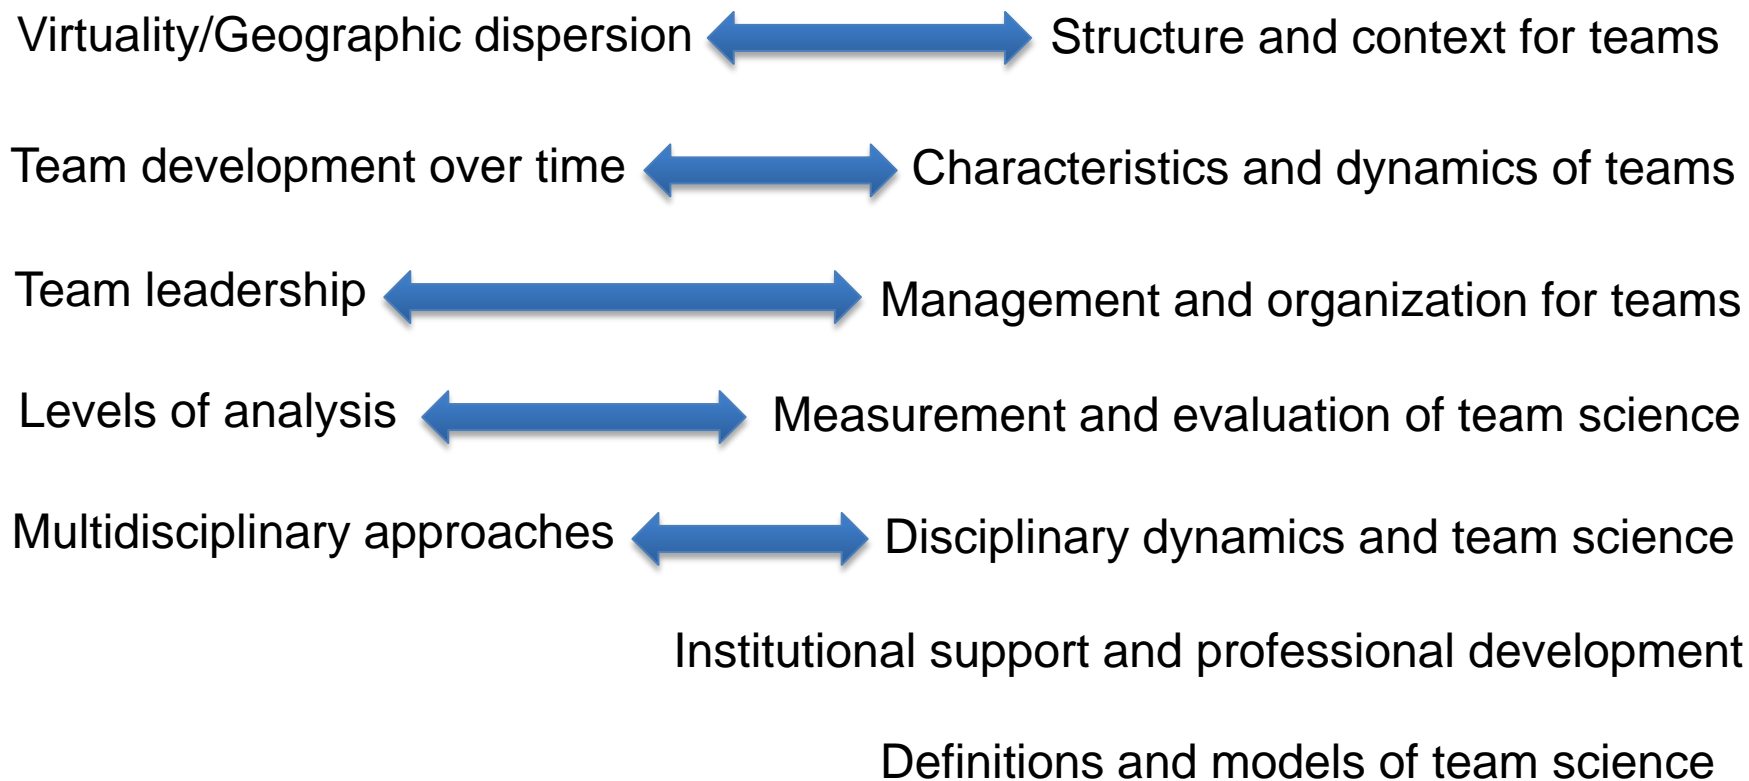 Virtuality/Geographic dispersion Structure and context for teams
Team development over time Characteristics and dynamics of teams
Team leadership Management and organization for teams
Levels of analysis Measurement and evaluation of team science
Multidisciplinary approaches Disciplinary dynamics and team science
Institutional support and professional development
Definitions and models of team science